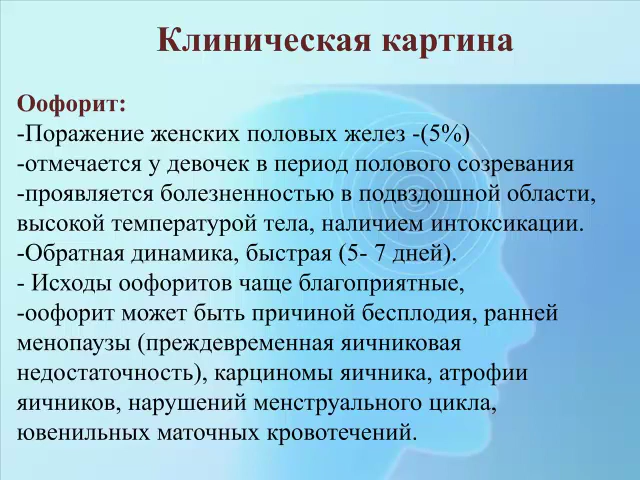 Клиническая картина
Оофорит:
-Поражение женских половых желез -(5%)
-отмечается у девочек в период полового созревания
-проявляется болезненностью в подвздошной области,
высокой температурой тела, наличием интоксикации.
-Обратная динамика, быстрая (5- 7 дней).
- Исходы оофоритов чаще благоприятные,
-оофорит может быть причиной бесплодия, ранней
менопаузы (преждевременная яичниковая
недостаточность), карциномы яичника, атрофии
яичников, нарушений менструального цикла,
ювенильных маточных кровотечений.